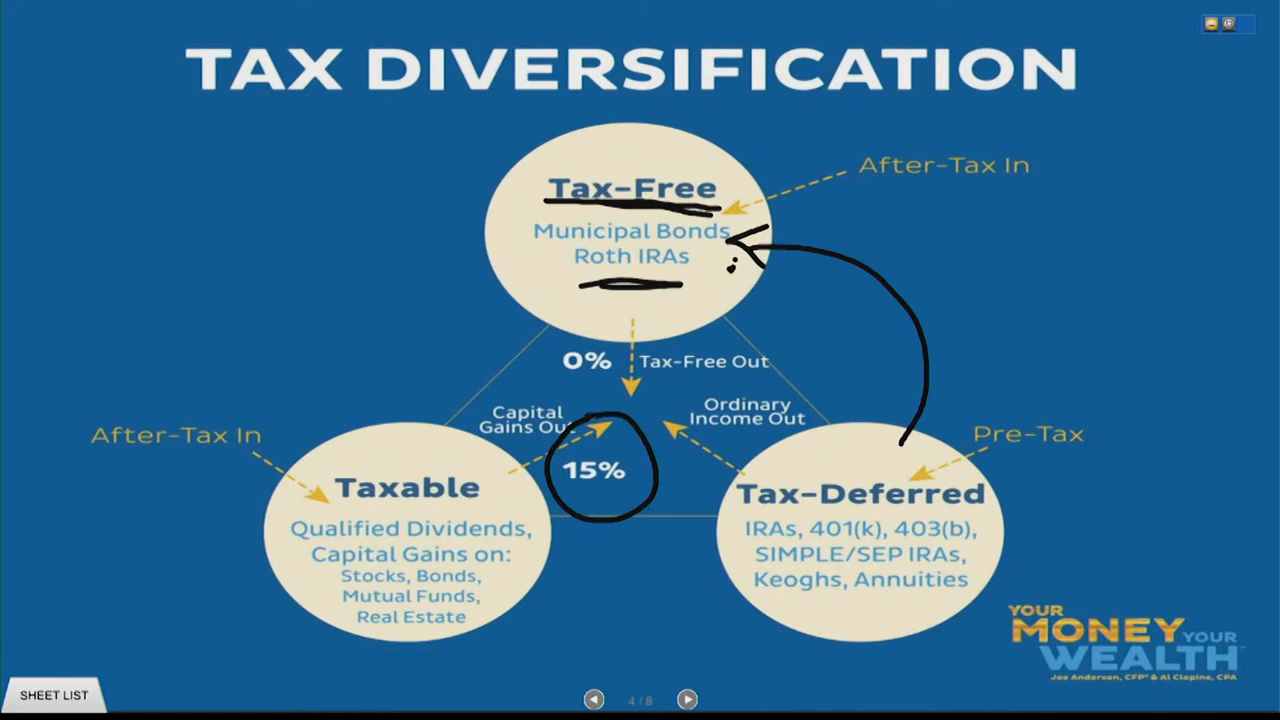 TAX DIVERSIFICATION
After-Tax In
Tax-Free
Municipal Bonds
Roth IRAs
0%
Tax-Free Out
Capital
Gains Out
Ordinary
Income Out
After-Tax In
Pre-Tax
15%
Taxable
Qualified Dividends,
Capital Gains on:
Stocks, Bonds,
Mutual Funds,
Real Estate
Tax-Deferred
IRAs, 401(k), 403(b),
SIMPLE/SEP IRAs,
Keoghs, Annuities
YOUR
MONEY YOUR
WEALTH
Joe Anderson, CFP® & Al Clopine, CPA
SHEET LIST
4 / 8